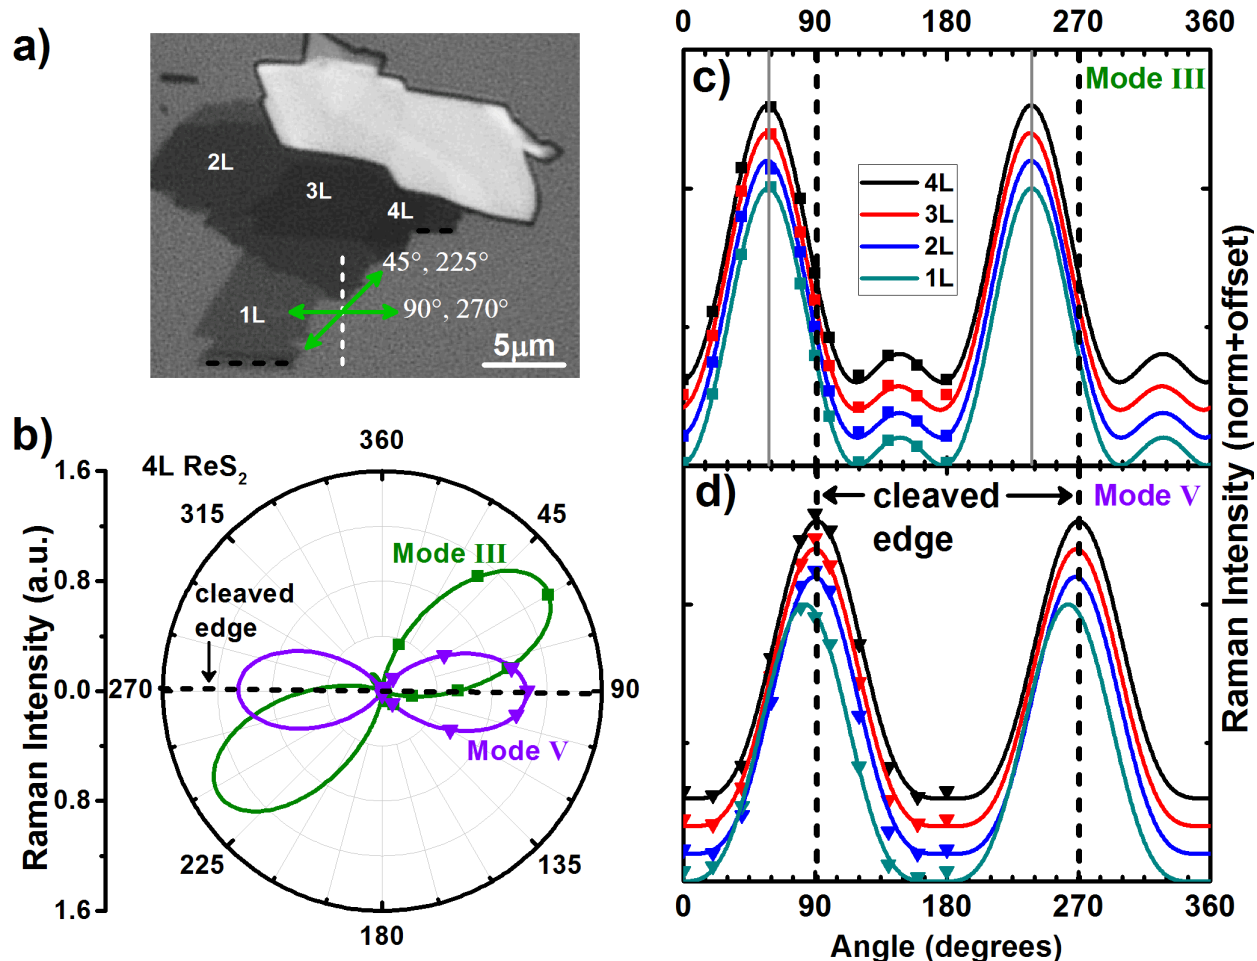 a)
2L
3L
4L
45°, 225°
1L
90°, 270°
5μm
b)
4L ReS2
360
45
90
135
180
225
270
315
Mode III
Mode V
cleaved
edge
1.6
0.8
0.0
0.8
1.6
Raman Intensity (a.u.)
0 90 180 270 360
c)
Mode III
4L
3L
2L
1L
d)
Mode V
cleaved
edge
0 90 180 270 360
Angle (degrees)
Raman Intensity (norm+offset)